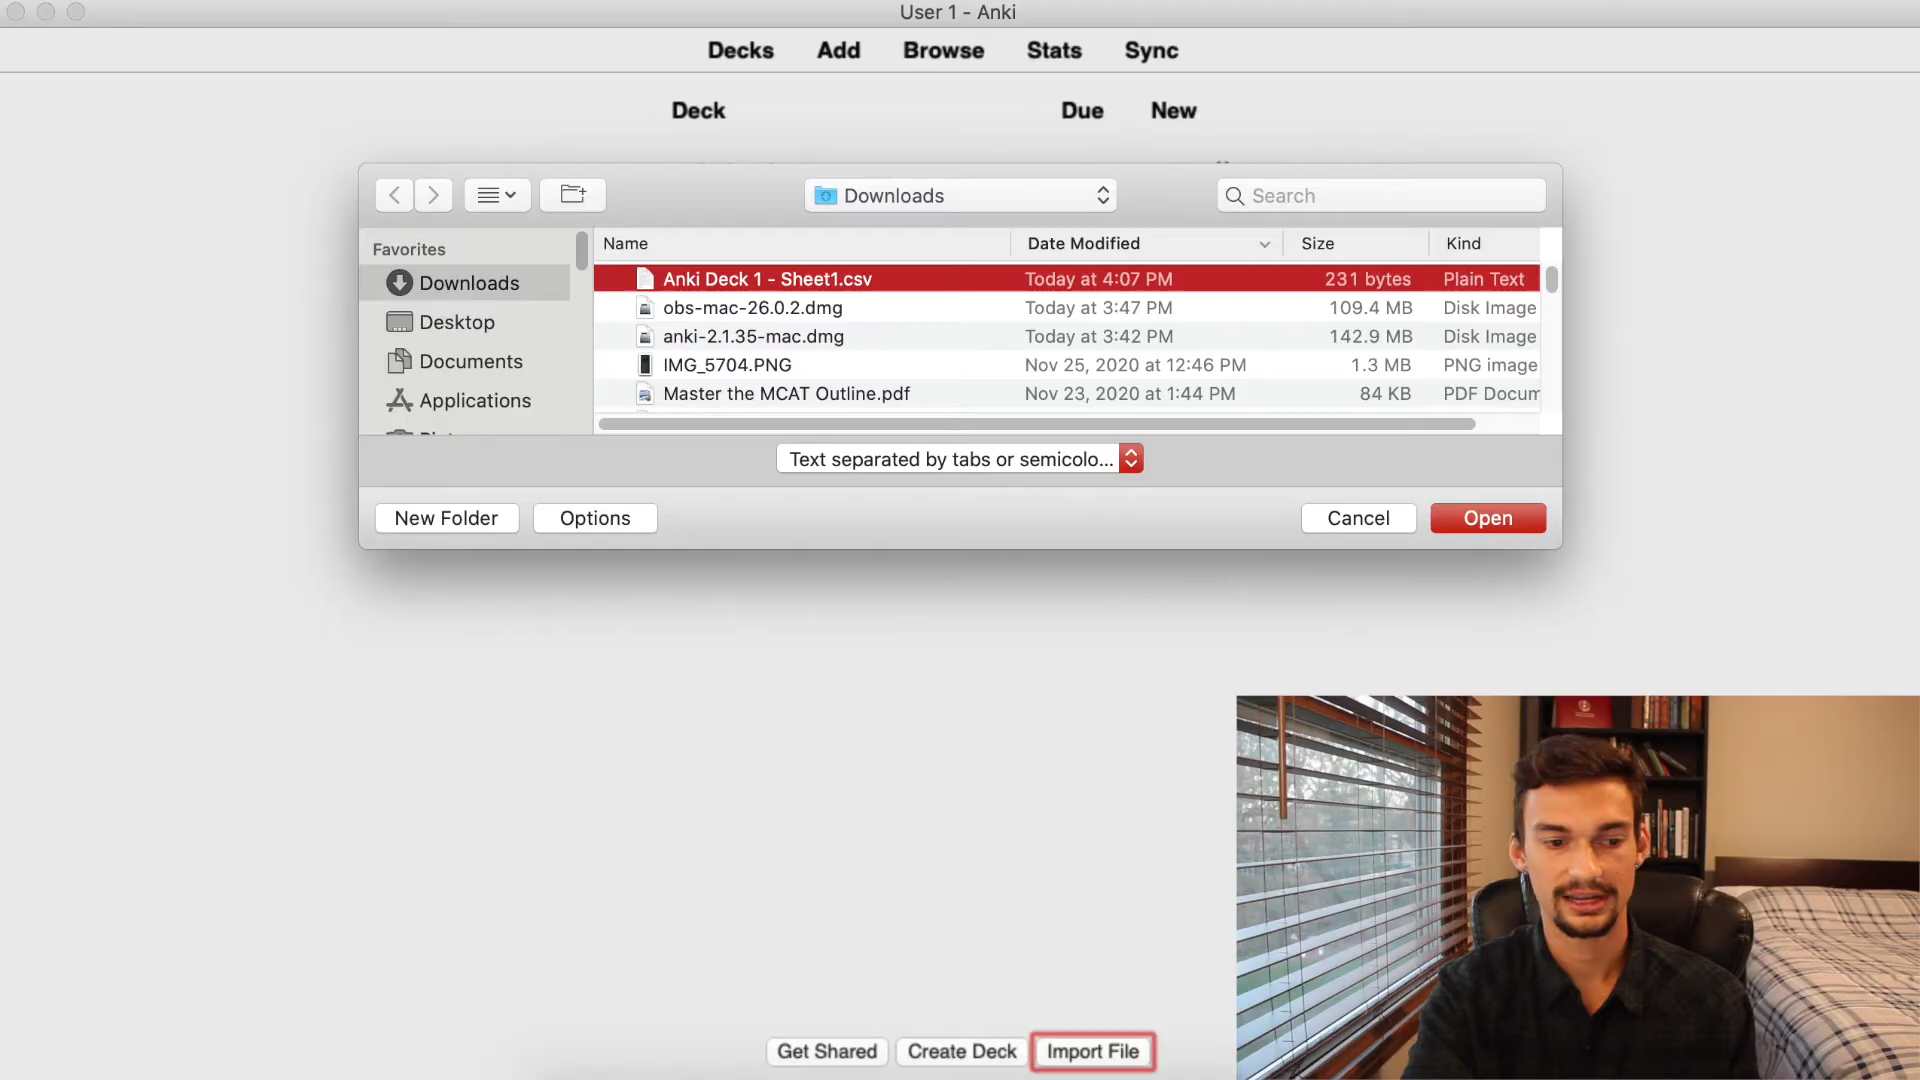 User 1 - Anki
Decks Add Browse Stats Sync
Deck Due New
Downloads
Search
Favorites
Downloads
Desktop
Documents
Applications
Name Date Modified Size Kind
Anki Deck 1 - Sheet1.csv Today at 4:07 PM 231 bytes Plain Text
obs-mac-26.0.2.dmg Today at 3:47 PM 109.4 MB Disk Image
anki-2.1.35-mac.dmg Today at 3:42 PM 142.9 MB Disk Image
IMG_5704.PNG Nov 25, 2020 at 12:46 PM 1.3 MB PNG image
Master the MCAT Outline.pdf Nov 23, 2020 at 1:44 PM 84 KB PDF Docum
Text separated by tabs or semicolo...
New Folder Options Cancel Open
Get Shared Create Deck Import File